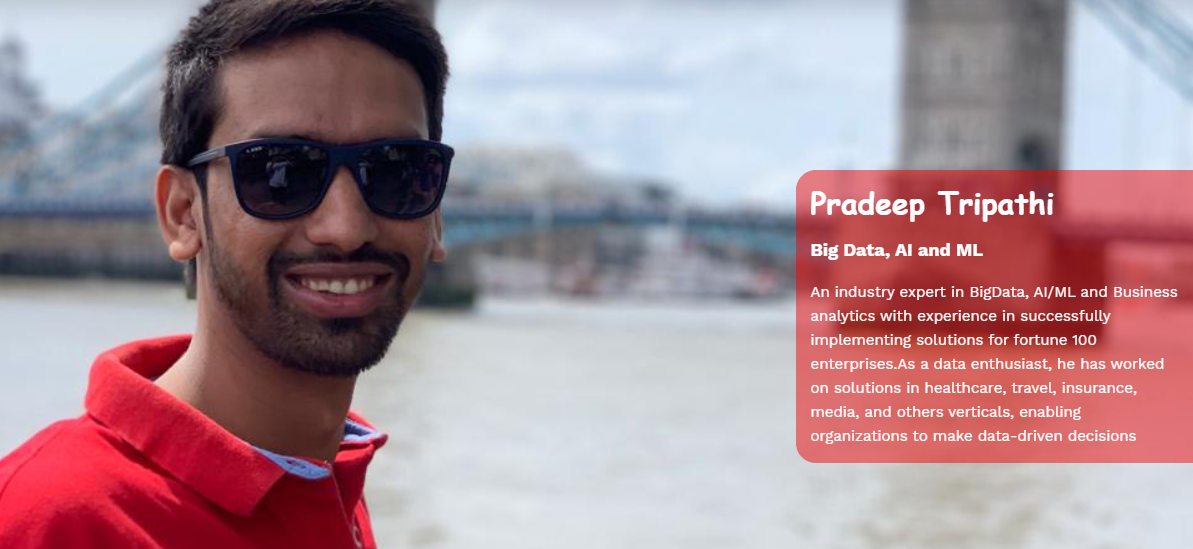 Pradeep Tripathi
Big Data, AI and ML
An industry expert in BigData, AI/ML and Business
analytics with experience in successfully
implementing solutions for fortune 100
enterprises.As a data enthusiast, he has worked
on solutions in healthcare, travel, insurance,
media, and others verticals, enabling
organizations to make data-driven decisions